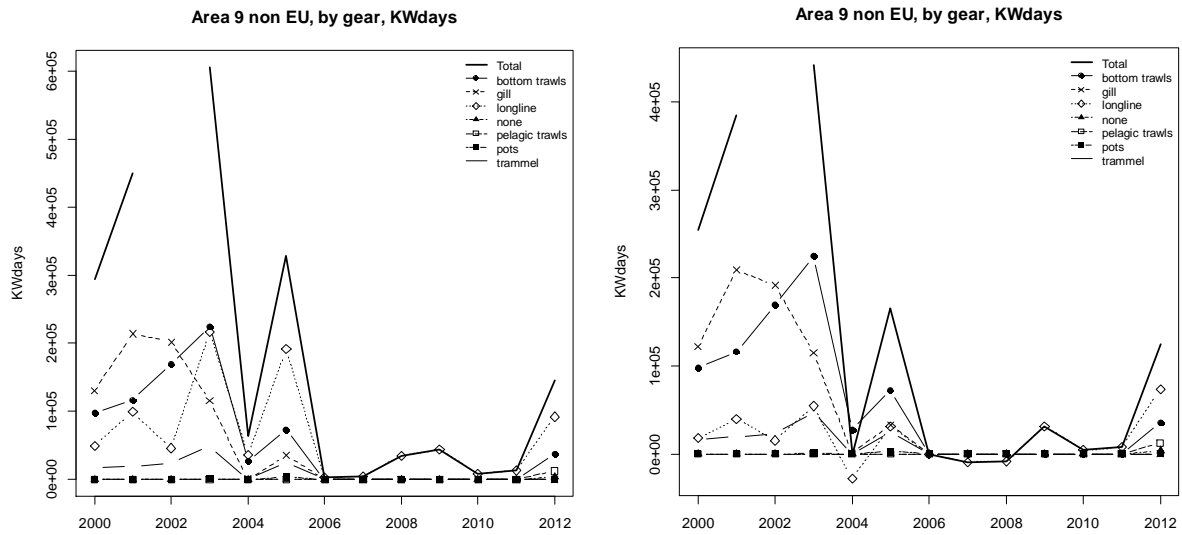 Area 9 non EU, by gear, KWdays
6e+05
5e+05
4e+05
3e+05
2e+05
1e+05
0e+00
KWdays
Total
bottom trawls
gill
longline
none
pelagic trawls
pots
trammel
2000 2002 2004 2006 2008 2010 2012
Area 9 non EU, by gear, KWdays
4e+05
3e+05
2e+05
1e+05
0e+00
KWdays
Total
bottom trawls
gill
longline
none
pelagic trawls
pots
trammel
2000 2002 2004 2006 2008 2010 2012